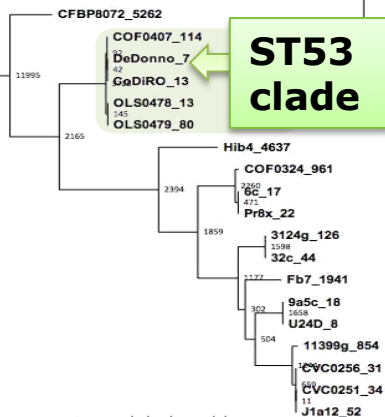 CFBP8072_5262
COF0407_114
92
DeDonno_7
42
CoDiRO_13
OLS0478_13
145
OLS0479_80
ST53
clade
11995
2165
Hib4_4637
2394
COF0324_961
2260
6c_17
471
Pr8x_22
1859
3124g_126
1598
32c_44
1177
Fb7_1941
9a5c_18
302
1658
U24D_8
504
11399g_854
CVC0256_31
659
CVC0251_34
11
J1a12_52